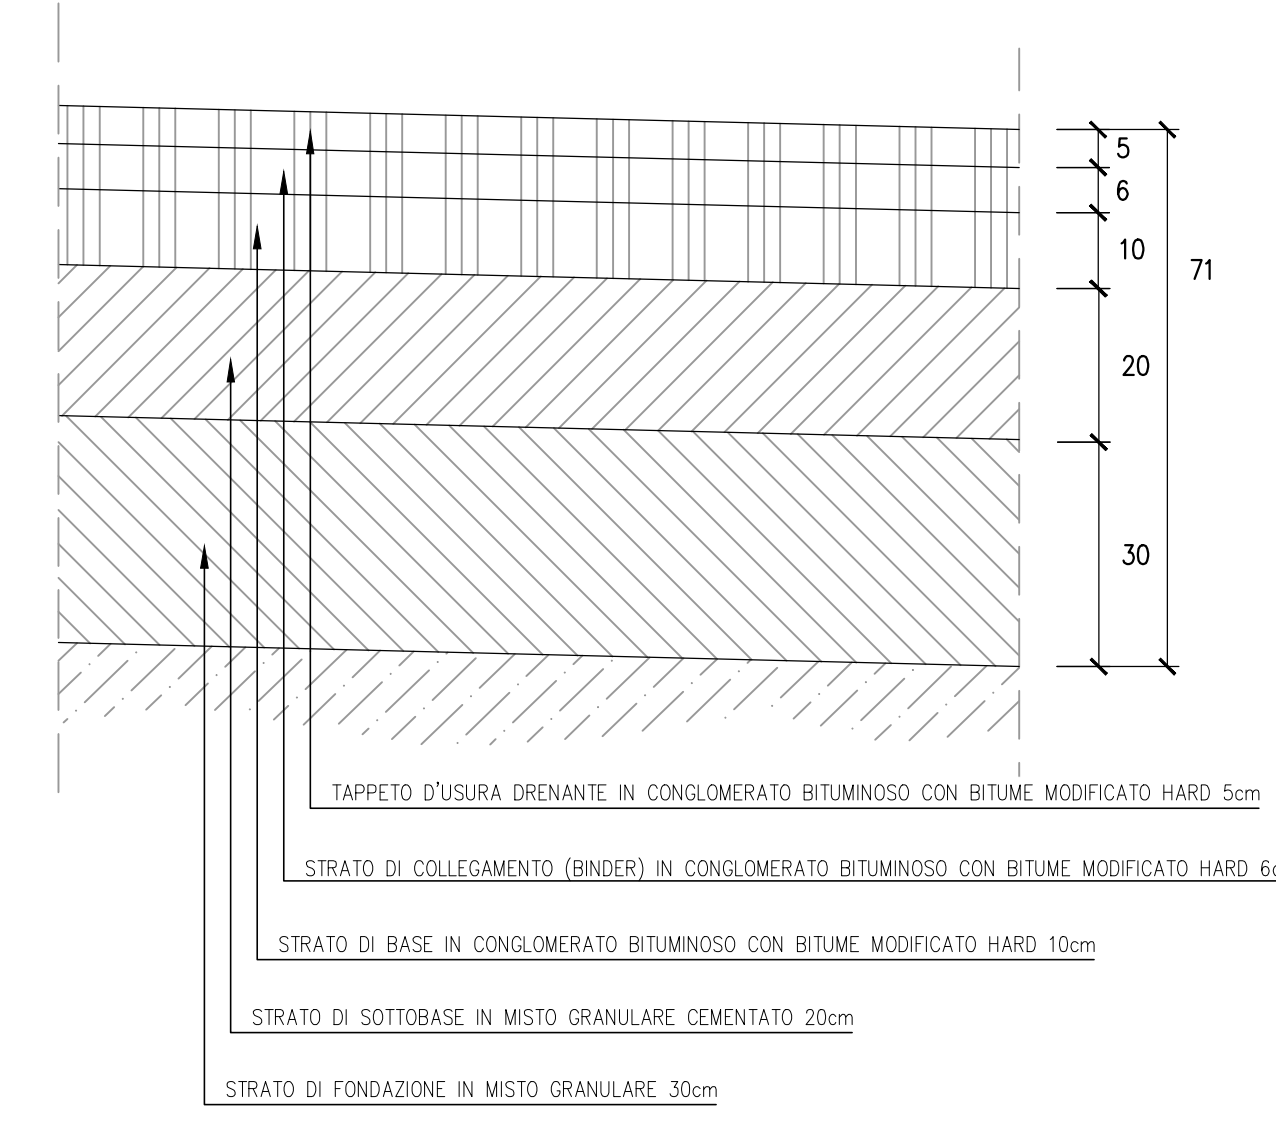 5
6
10
71
20
30
TAPPETO D'USURA DRENANTE IN CONGLOMERATO BITUMINOSO CON BITUME MODIFICATO HARD 5cm
STRATO DI COLLEGAMENTO (BINDER) IN CONGLOMERATO BITUMINOSO CON BITUME MODIFICATO HARD 6c
STRATO DI BASE IN CONGLOMERATO BITUMINOSO CON BITUME MODIFICATO HARD 10cm
STRATO DI SOTTOBASE IN MISTO GRANULARE CEMENTATO 20cm
STRATO DI FONDAZIONE IN MISTO GRANULARE 30cm